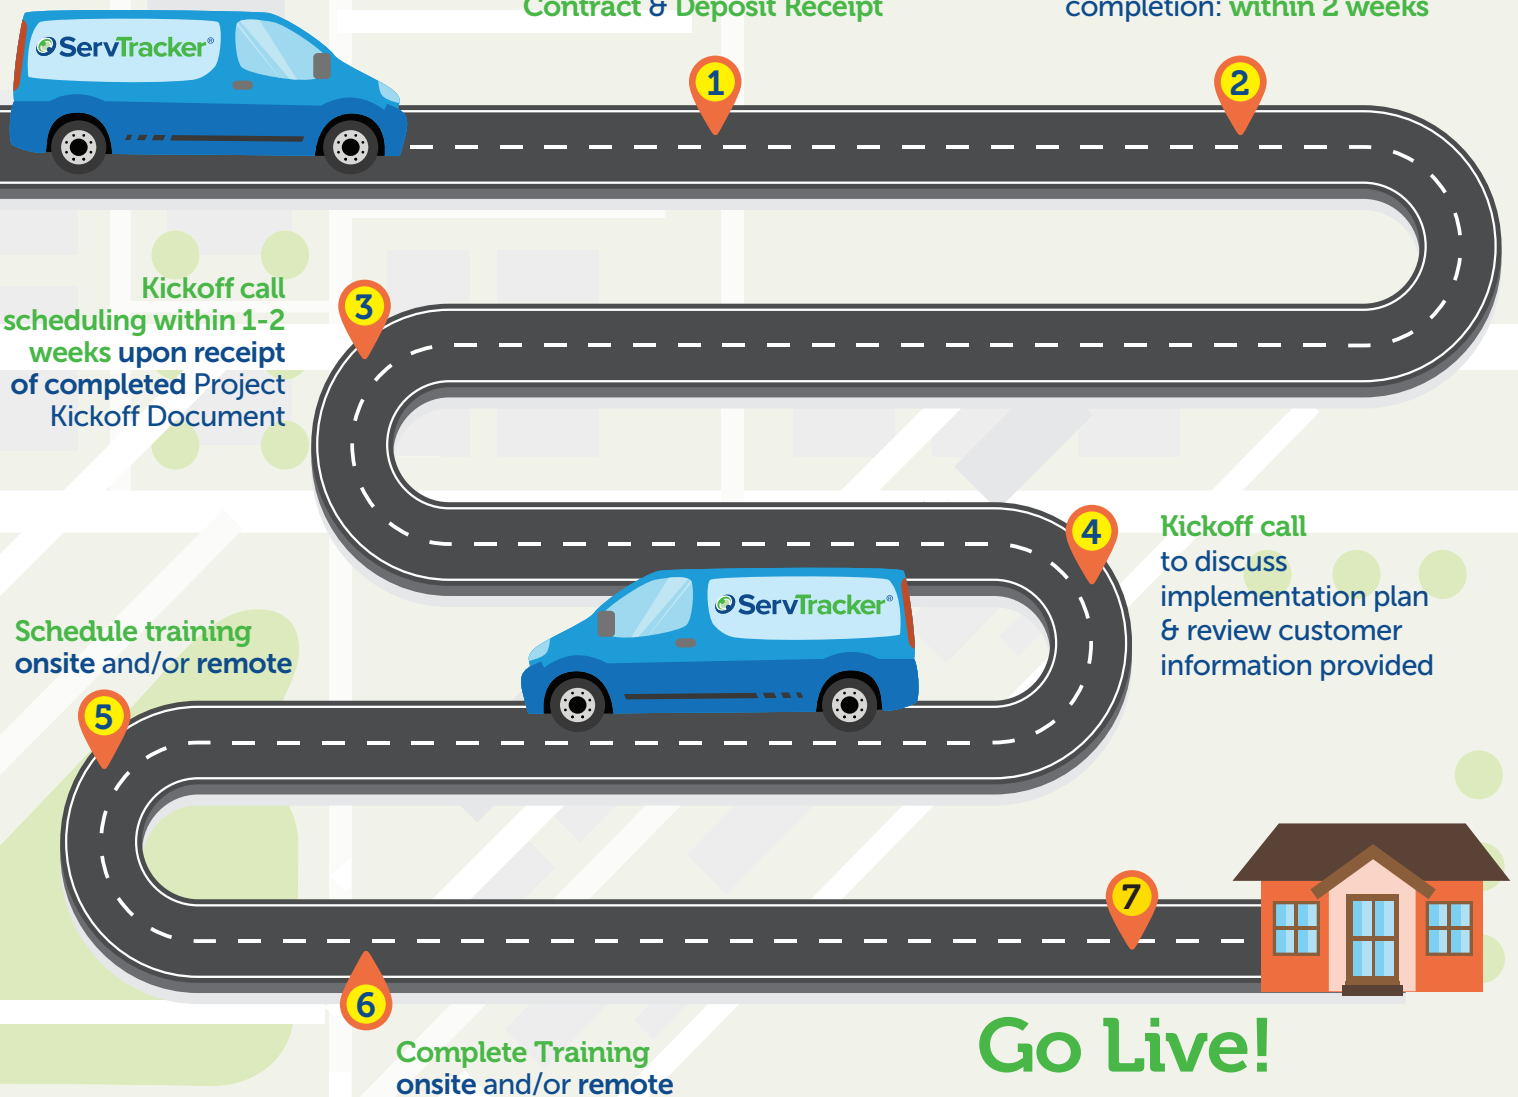 Contract & Deposit Receipt
completion: within 2 weeks
ServTracker®
1
2
Kickoff call
scheduling within 1-2
weeks upon receipt
of completed Project
Kickoff Document
3
4
Kickoff call
to discuss
implementation plan
& review customer
information provided
ServTracker®
Schedule training
onsite and/or remote
5
7
6
Complete Training
onsite and/or remote
Go Live!